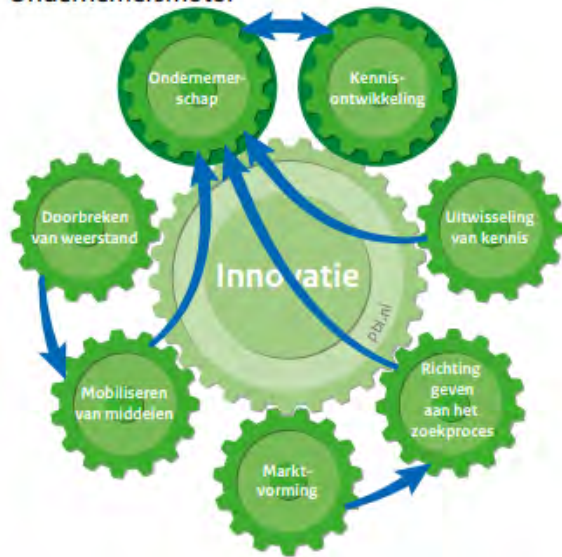 Ondernemersmotor
Ondernemer-
schap
Kennis-
ontwikkeling
Doorbreken
van weerstand
Uitwisseling
van kennis
Innovatie
pbl.nl
Mobiliseren
van middelen
Richting
geven
aan het
zoekproces
Markt-
vorming